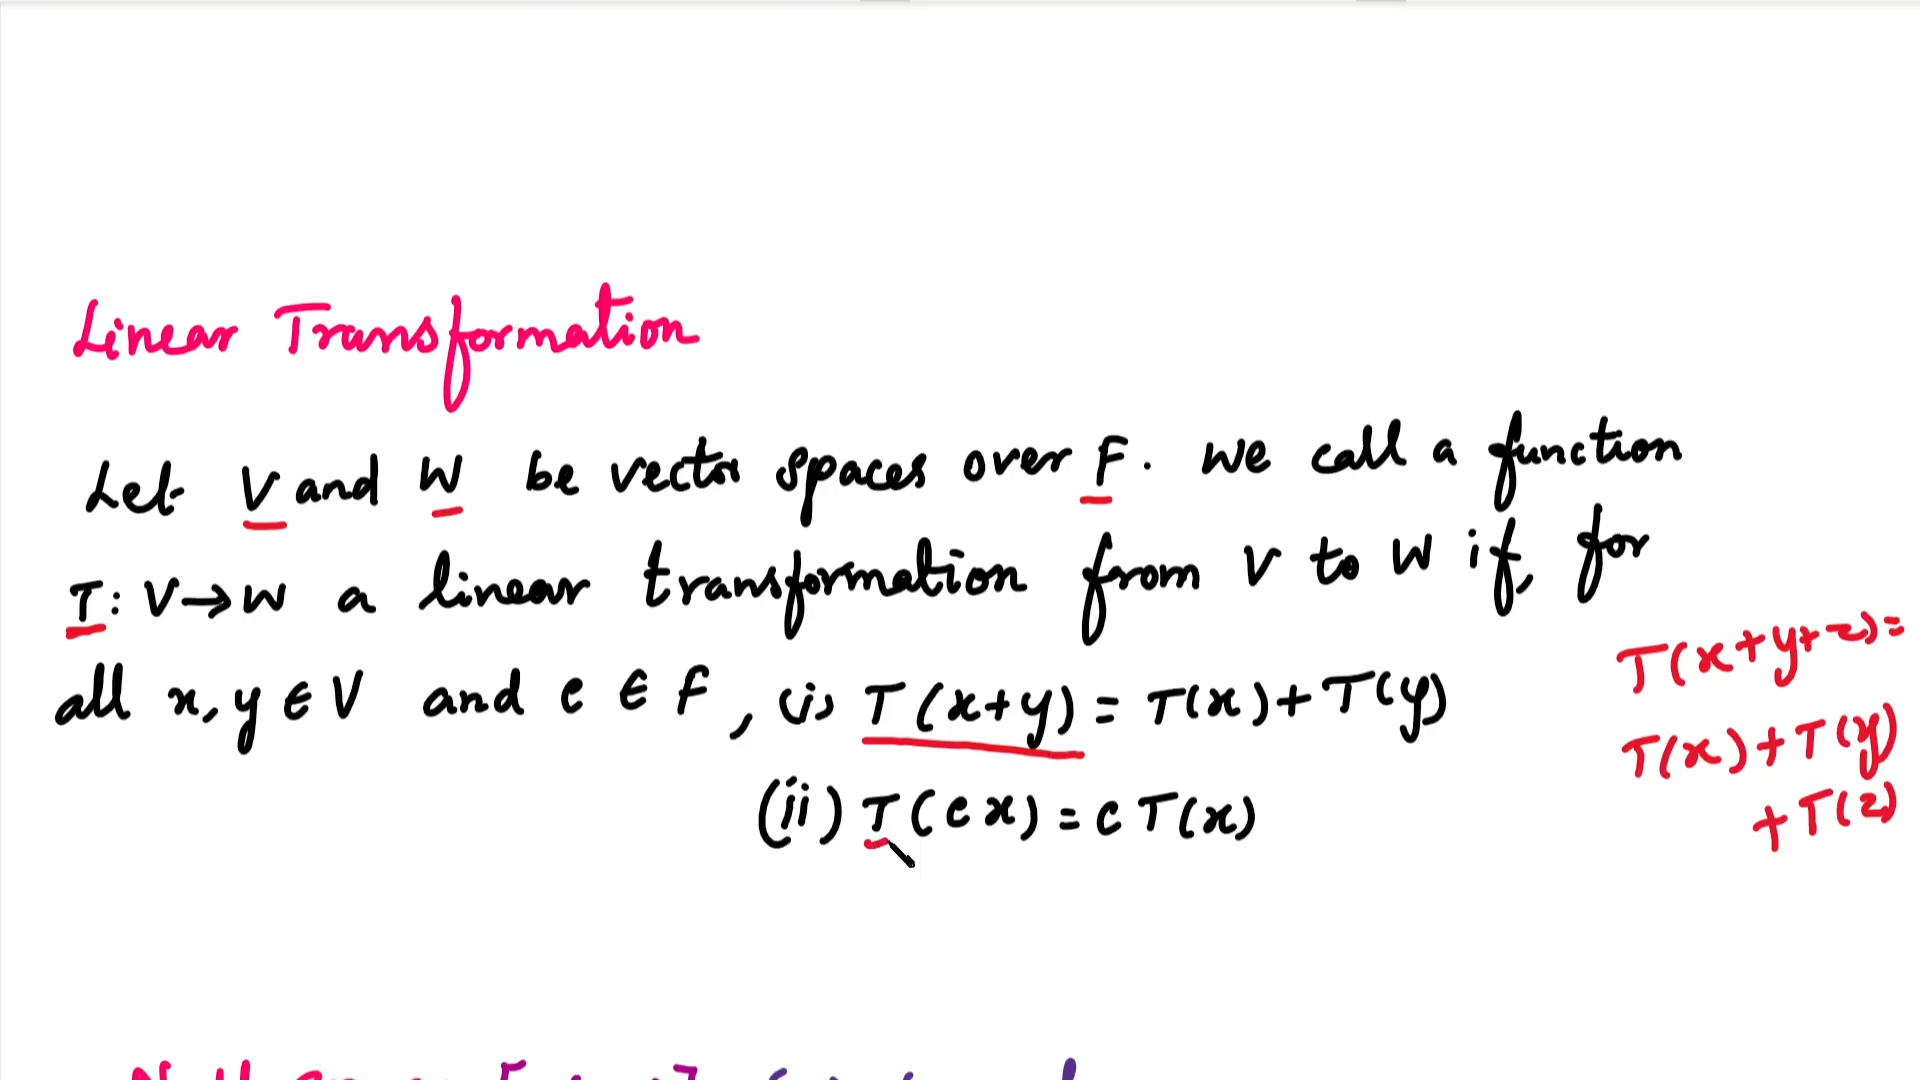 Linear Transformation
Let V and W be vector spaces over F. We call a function
T: V→W a linear transformation from V to W if, for
all x, y ∈ V and c ∈ F, (i) T(x+y) = T(x)+T(y)
(ii) T(cx) = c T(x)
T(x+y+z)=
T(x)+T(y)
+T(z)